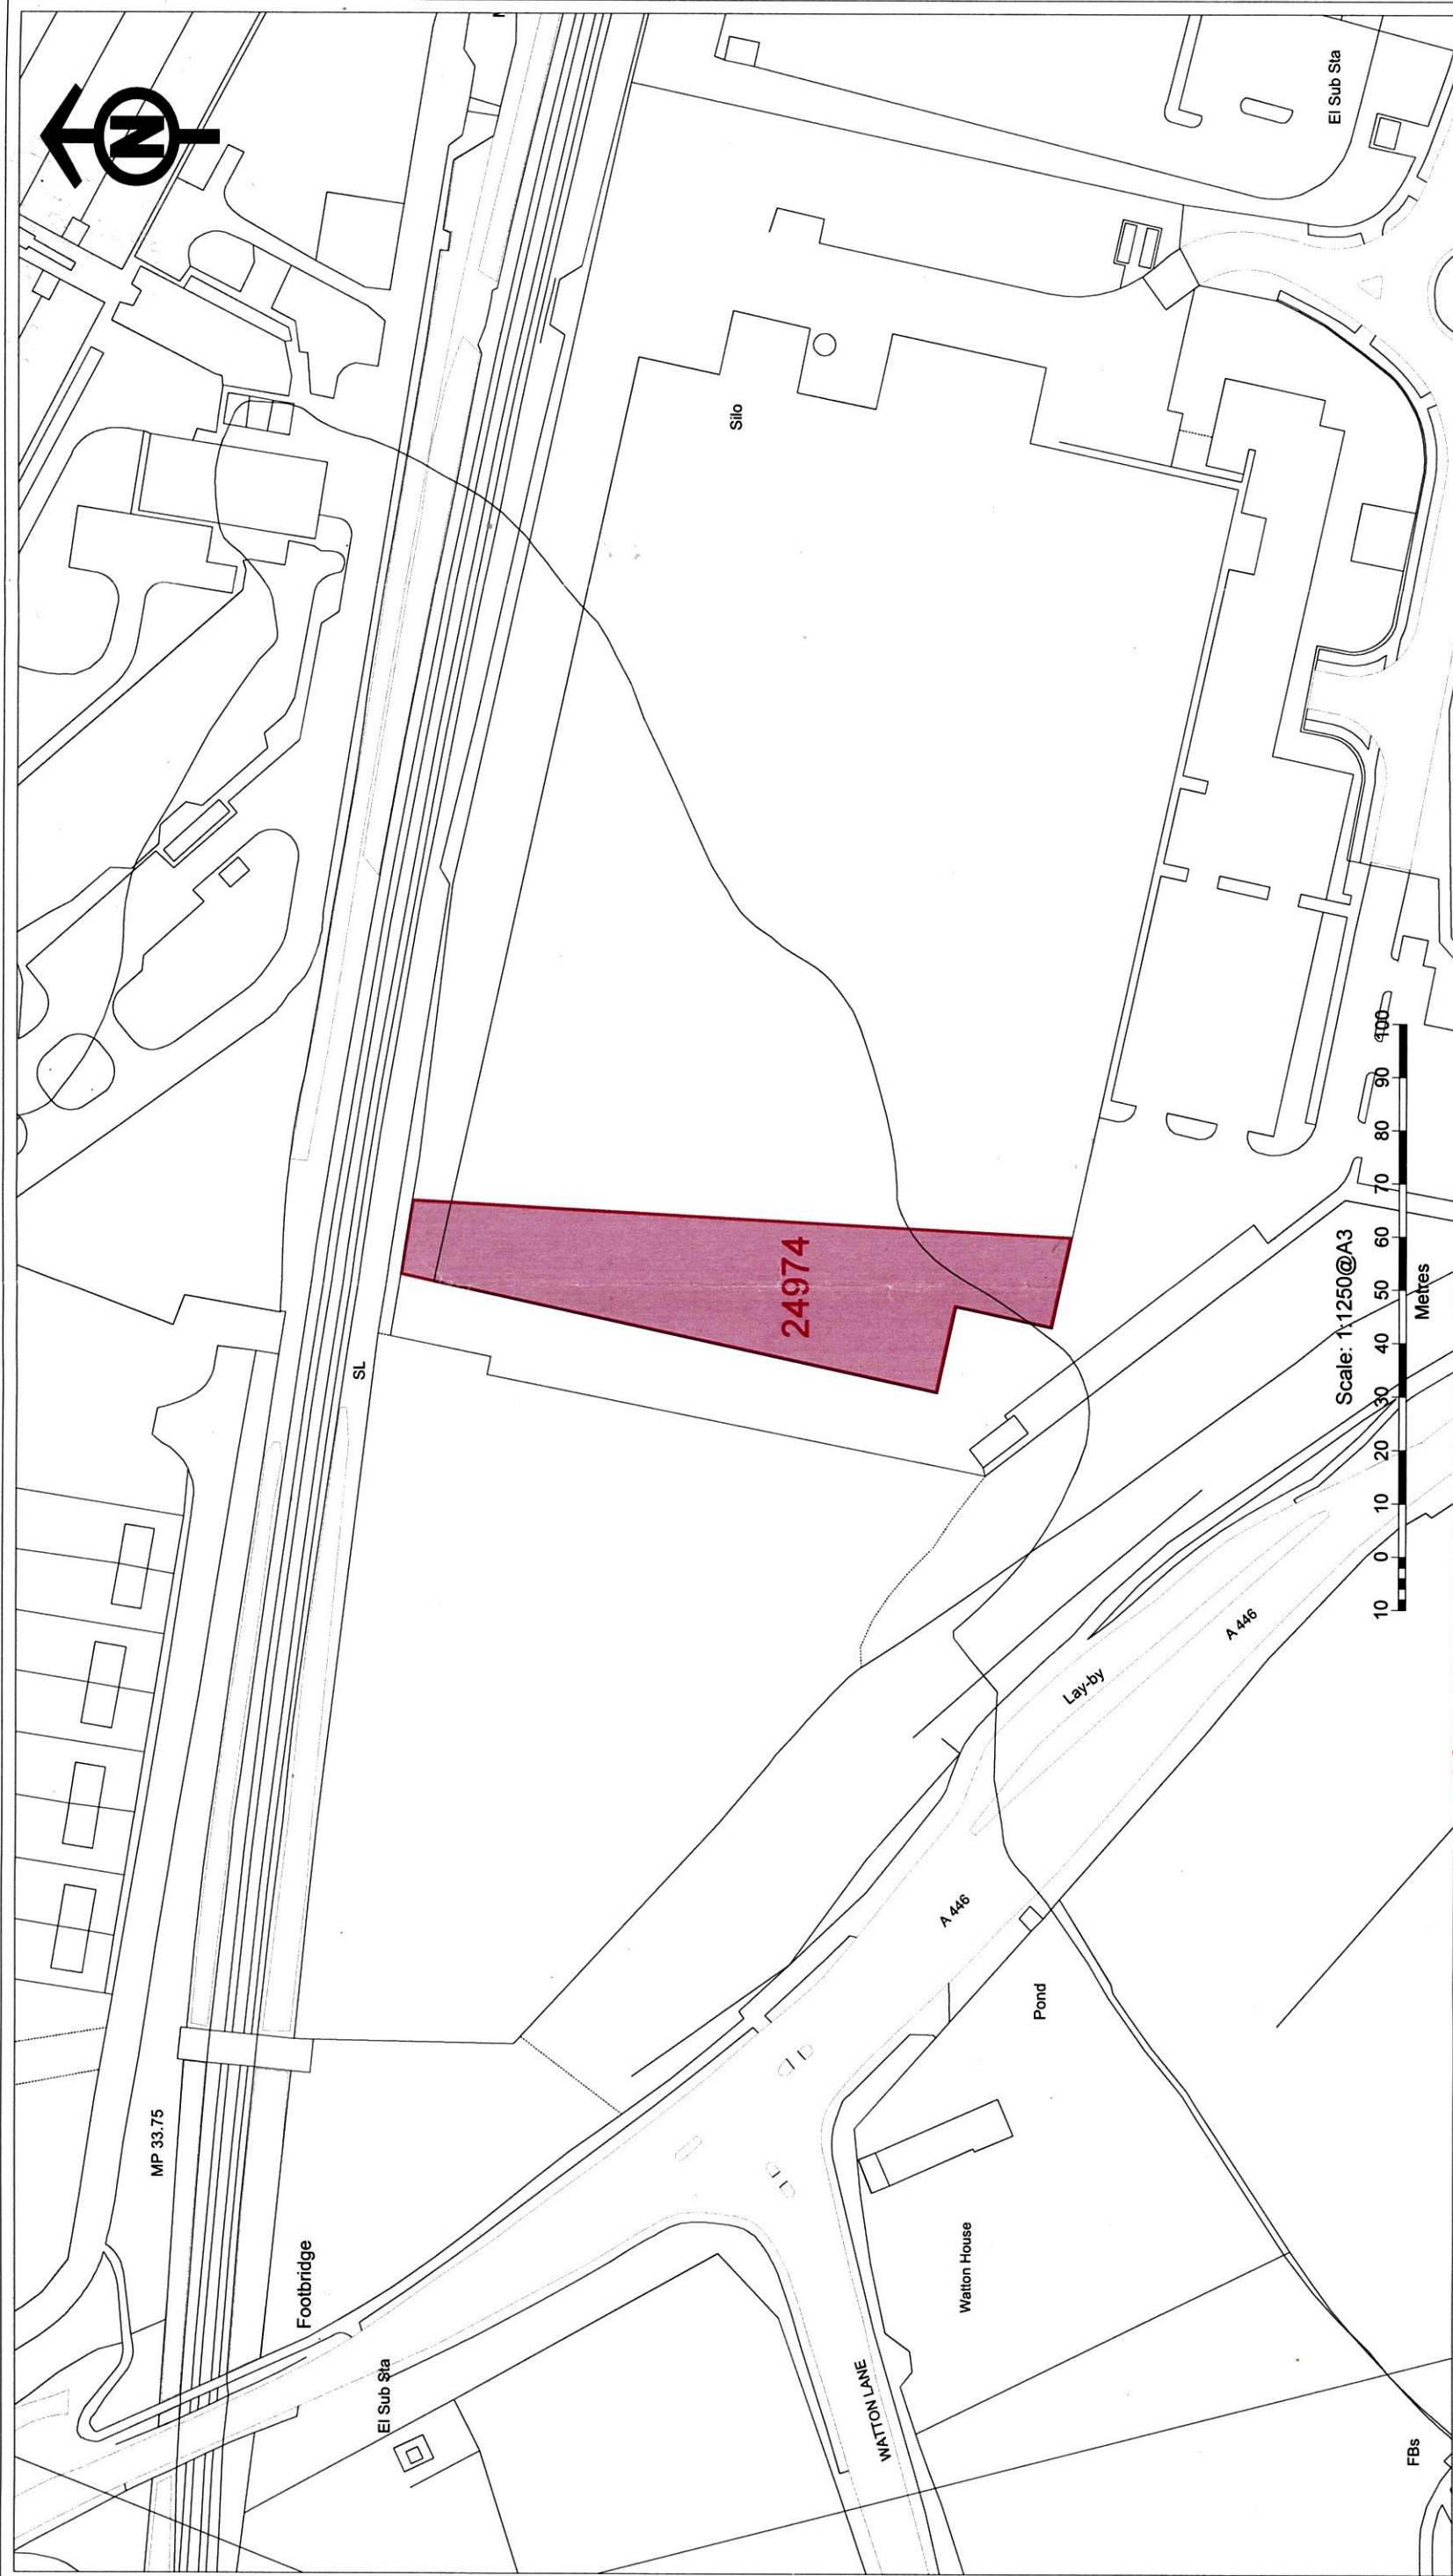 N
El Sub Sta
Silo
SL
24974
Scale: 1:1250@A3
10 0 10 20 30 40 50 60 70 80 90 100
Metres
A 446
Lay-by
A 446
Pond
MP 33.75
Footbridge
Watton House
El Sub Sta
WATTON LANE
FBs